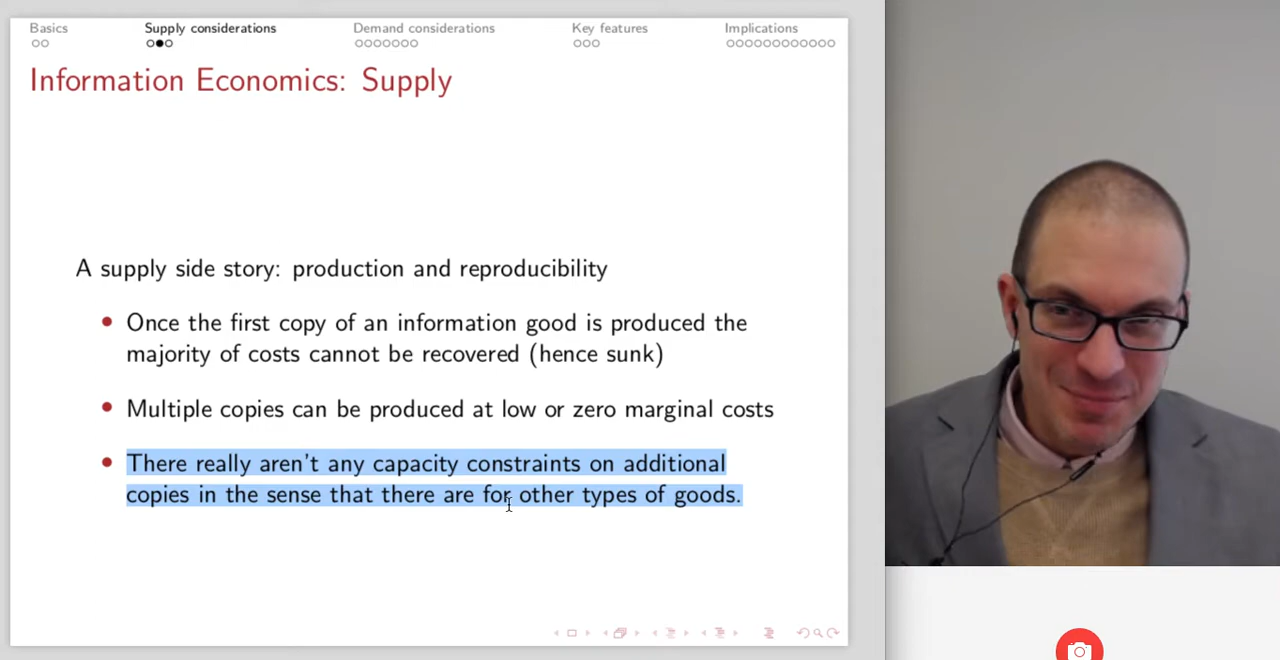 Basics Supply considerations Demand considerations Key features Implications
Information Economics: Supply
A supply side story: production and reproducibility
Once the first copy of an information good is produced the
majority of costs cannot be recovered (hence sunk)
Multiple copies can be produced at low or zero marginal costs
There really aren't any capacity constraints on additional
copies in the sense that there are for other types of goods.